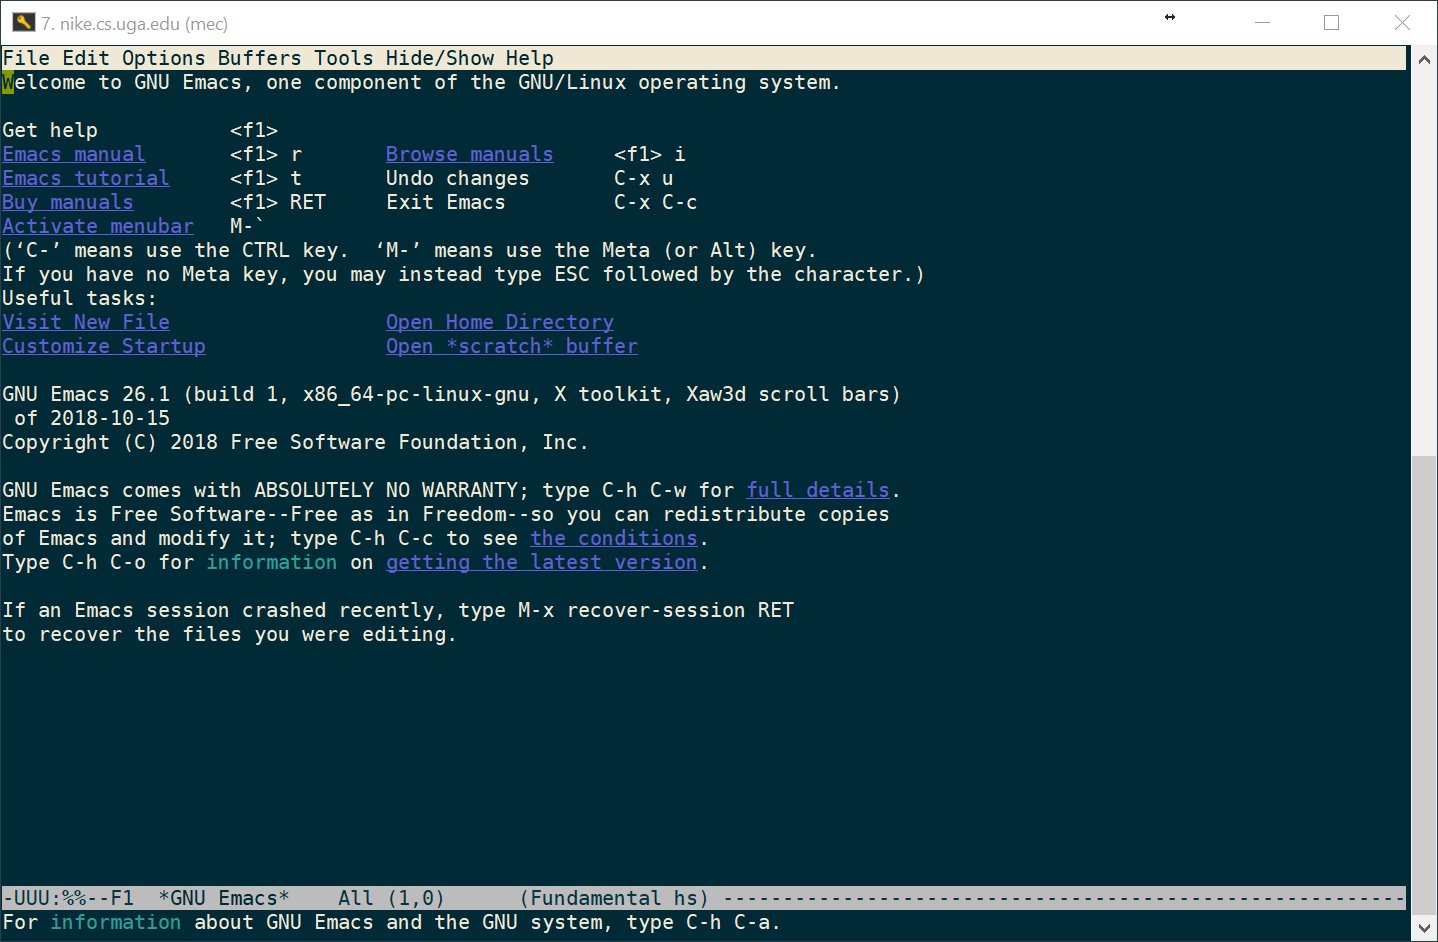 7. nike.cs.uga.edu (mec)
File Edit Options Buffers Tools Hide/Show Help
Welcome to GNU Emacs, one component of the GNU/Linux operating system.
Get help <f1>
Emacs manual <f1> r Browse manuals <f1> i
Emacs tutorial <f1> t Undo changes C-x u
Buy manuals <f1> RET Exit Emacs C-x C-c
Activate menubar M-`
(‘C-’ means use the CTRL key.  ‘M-’ means use the Meta (or Alt) key.
If you have no Meta key, you may instead type ESC followed by the character.)
Useful tasks:
Visit New File Open Home Directory
Customize Startup Open *scratch* buffer
GNU Emacs 26.1 (build 1, x86_64-pc-linux-gnu, X toolkit, Xaw3d scroll bars)
of 2018-10-15
Copyright (C) 2018 Free Software Foundation, Inc.
GNU Emacs comes with ABSOLUTELY NO WARRANTY; type C-h C-w for full details.
Emacs is Free Software--Free as in Freedom--so you can redistribute copies
of Emacs and modify it; type C-h C-c to see the conditions.
Type C-h C-o for information on getting the latest version.
If an Emacs session crashed recently, type M-x recover-session RET
to recover the files you were editing.
-UUU:%%--F1  *GNU Emacs*    All (1,0)      (Fundamental hs) ---------------------------------------------------------
For information about GNU Emacs and the GNU system, type C-h C-a.